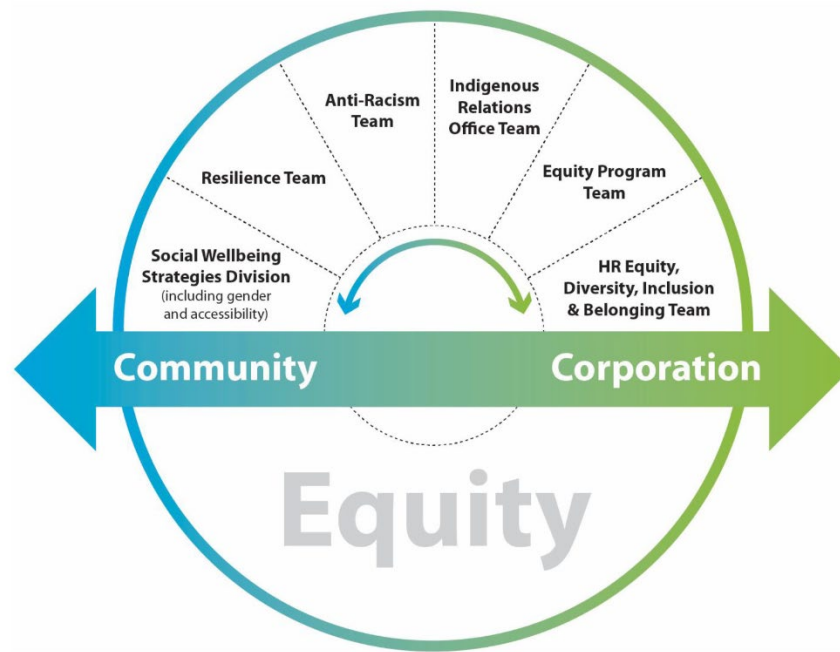 Social Wellbeing
Strategies Division
(including gender
and accessibility)
Resilience Team
Anti-Racism
Team
Indigenous
Relations
Office Team
Equity Program
Team
HR Equity,
Diversity, Inclusion
& Belonging Team
Community
Corporation
Equity